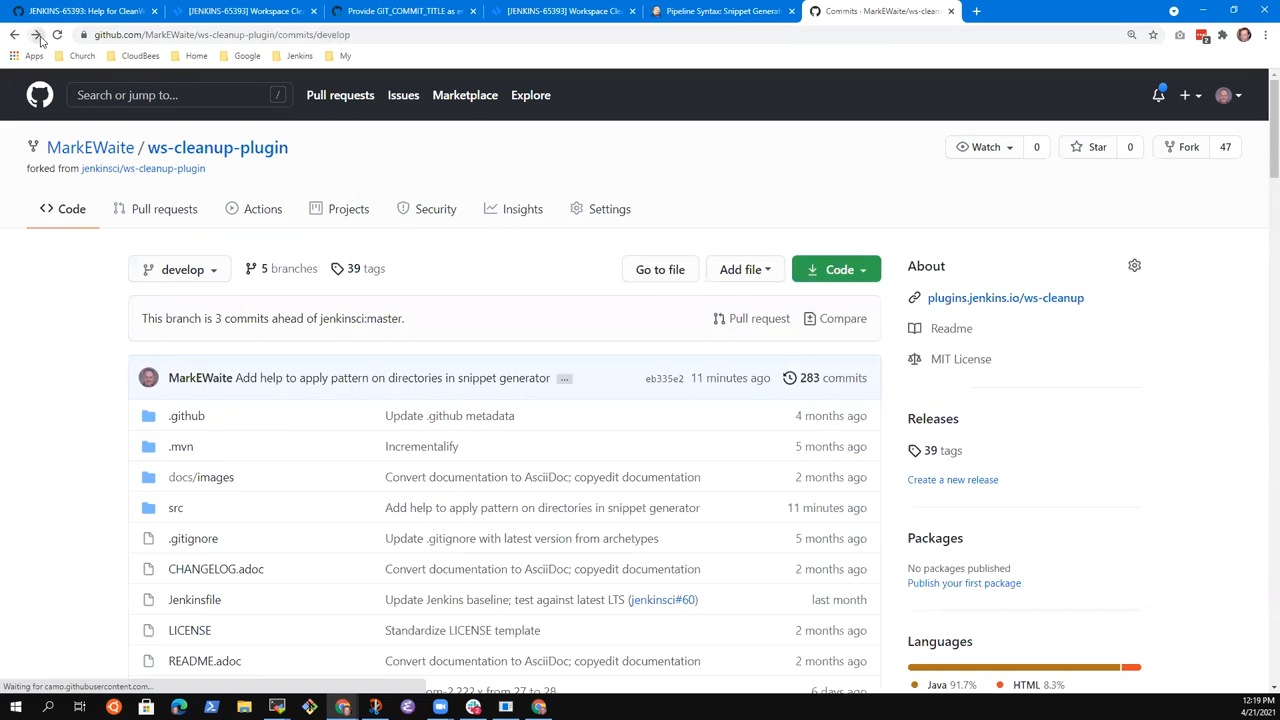 JENKINS-65393: Help for CleanW
[JENKINS-65393] Workspace Cle
Provide GIT_COMMIT_TITLE as e
[JENKINS-65393] Workspace Cle
Pipeline Syntax: Snippet Generat
Commits · MarkEWaite/ws-clean
github.com/MarkEWaite/ws-cleanup-plugin/commits/develop
2
Apps Church CloudBees Home Google Jenkins My
Search or jump to... / Pull requests Issues Marketplace Explore
MarkEWaite / ws-cleanup-plugin
Watch 0 Star 0 Fork 47
forked from jenkinsci/ws-cleanup-plugin
Code Pull requests Actions Projects Security Insights Settings
develop 5 branches 39 tags Go to file Add file Code
This branch is 3 commits ahead of jenkinsci:master. Pull request Compare
MarkEWaite Add help to apply pattern on directories in snippet generator ... eb335e2 11 minutes ago 283 commits
.github Update .github metadata 4 months ago
.mvn Incrementalify 5 months ago
docs/images Convert documentation to AsciiDoc; copyedit documentation 2 months ago
src Add help to apply pattern on directories in snippet generator 11 minutes ago
.gitignore Update .gitignore with latest version from archetypes 5 months ago
CHANGELOG.adoc Convert documentation to AsciiDoc; copyedit documentation 2 months ago
Jenkinsfile Update Jenkins baseline; test against latest LTS (jenkinsci#60) last month
LICENSE Standardize LICENSE template 2 months ago
README.adoc Convert documentation to AsciiDoc; copyedit documentation 2 months ago
om-2.222.x from 27 to 28 6 days ago
About
plugins.jenkins.io/ws-cleanup
Readme
MIT License
Releases
39 tags
Create a new release
Packages
No packages published
Publish your first package
Languages
Java 91.7% HTML 8.3%
Waiting for camo.githubusercontent.com...
12:19 PM
4/21/2021